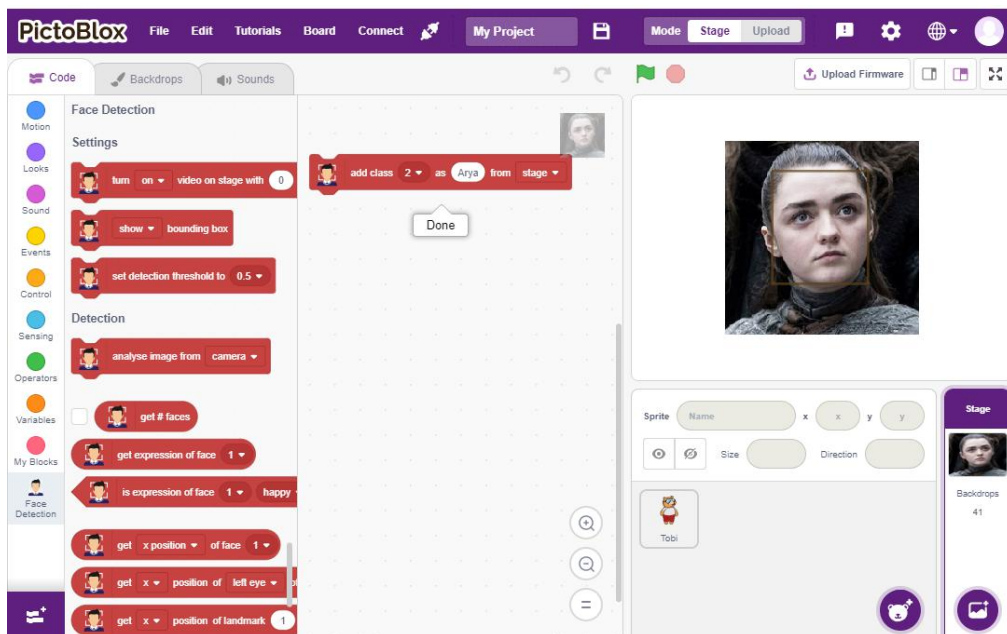 PictoBlox File Edit Tutorials Board Connect My Project Mode Stage Upload
Code Backdrops Sounds Upload Firmware
Motion
Looks
Sound
Events
Control
Sensing
Operators
Variables
My Blocks
Face
Detection
Face Detection
Settings
turn on video on stage with 0
show bounding box
set detection threshold to 0.5
Detection
analyse image from camera
get # faces
get expression of face 1
is expression of face 1 happy
get x position of face 1
get x position of left eye
get x position of landmark 1
add class 2 as Arya from stage
Done
Sprite Name x x y y
Size Direction
Tobi
Stage
Backdrops
41